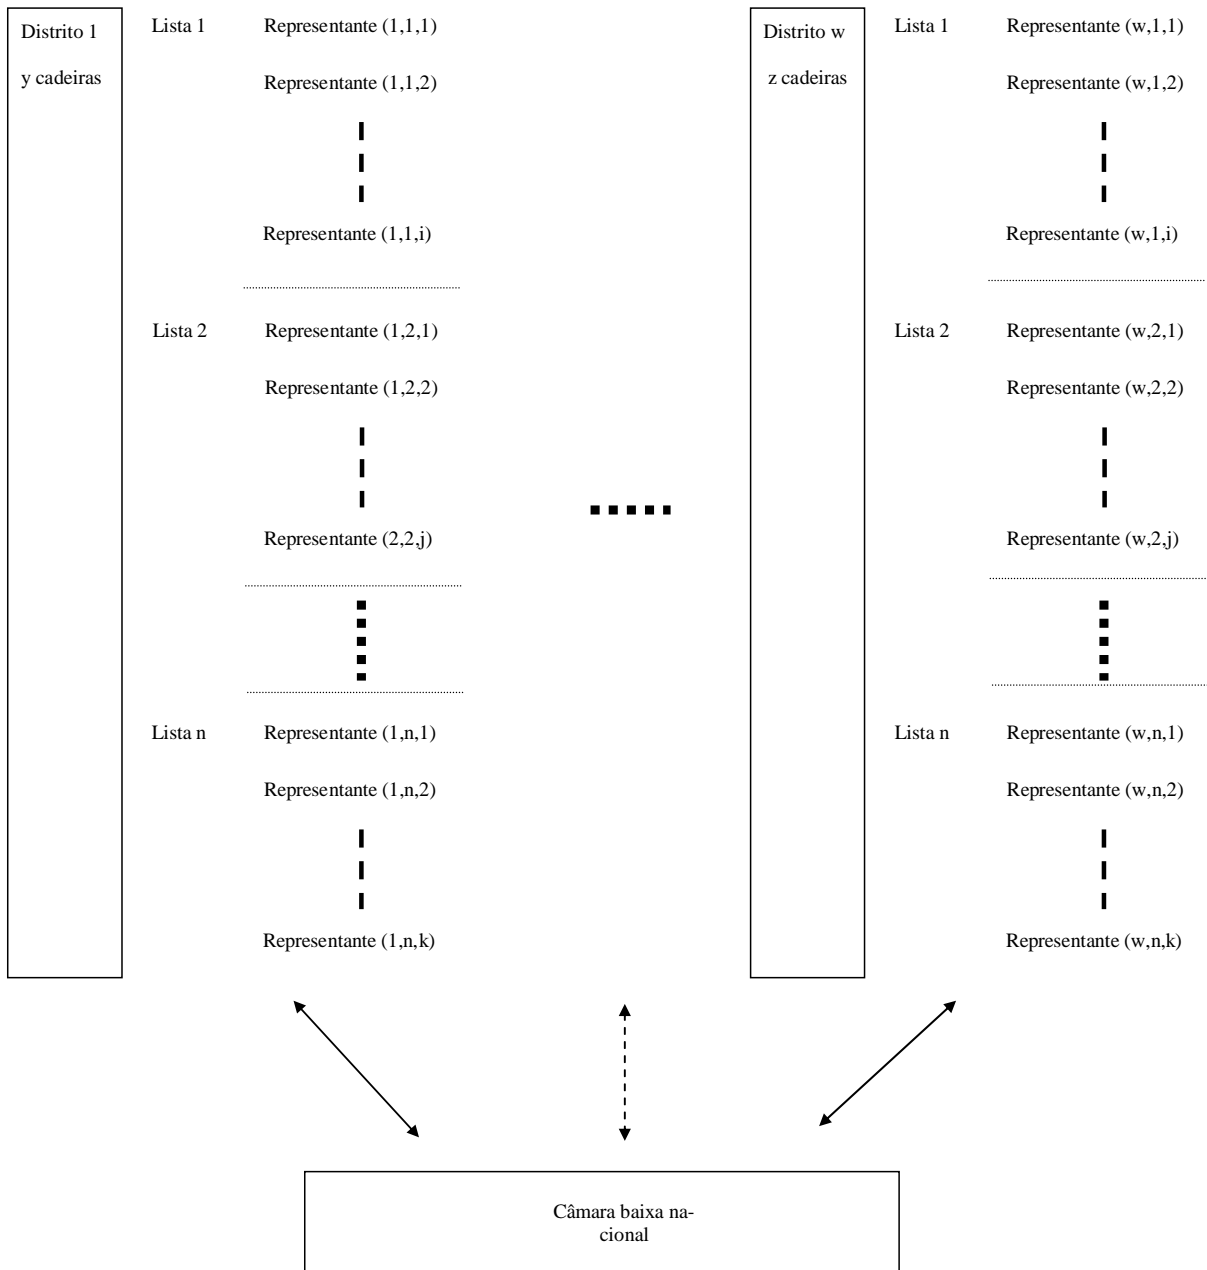 Distrito 1
y cadeiras
Lista 1
Representante (1,1,1)
Representante (1,1,2)
Representante (1,1,i)
Lista 2
Representante (1,2,1)
Representante (1,2,2)
Representante (2,2,j)
Lista n
Representante (1,n,1)
Representante (1,n,2)
Representante (1,n,k)
Distrito w
z cadeiras
Lista 1
Representante (w,1,1)
Representante (w,1,2)
Representante (w,1,i)
Lista 2
Representante (w,2,1)
Representante (w,2,2)
Representante (w,2,j)
Lista n
Representante (w,n,1)
Representante (w,n,2)
Representante (w,n,k)
Câmara baixa na-
cional